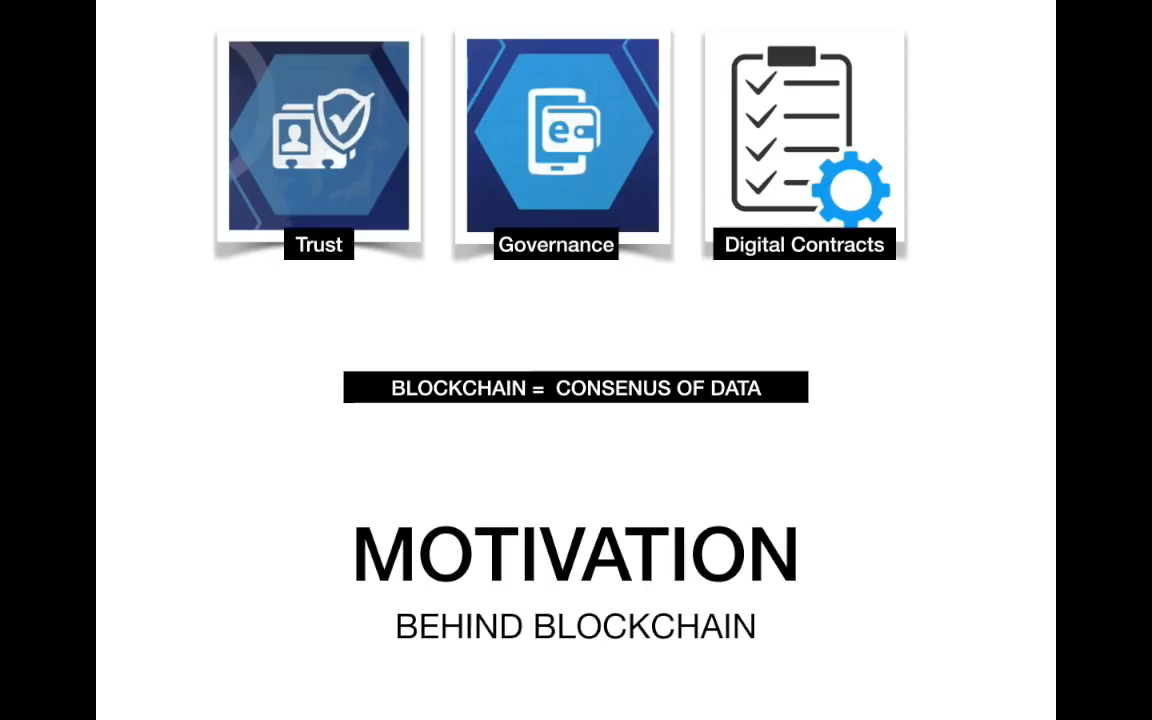 e
Trust
Governance
Digital Contracts
BLOCKCHAIN = CONSENUS OF DATA
MOTIVATION
BEHIND BLOCKCHAIN